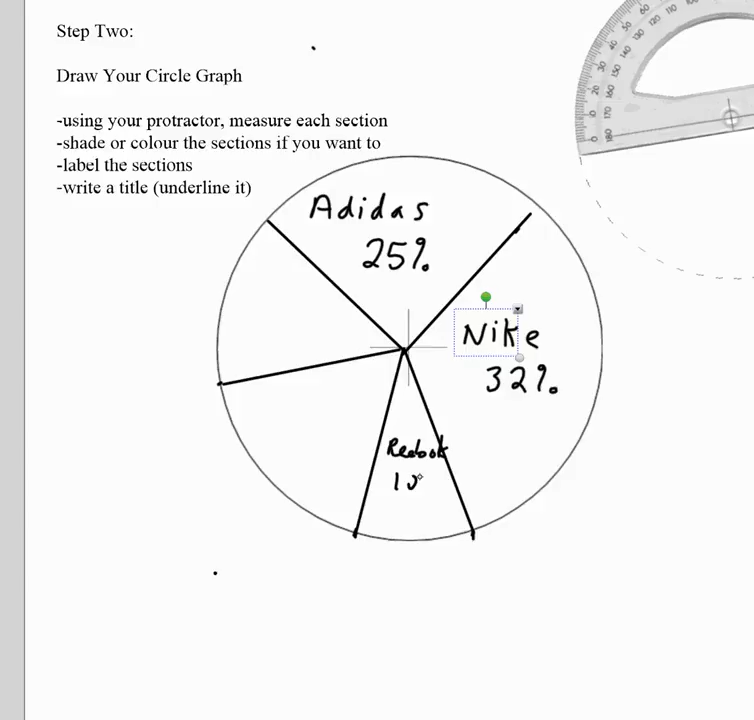 Step Two:
Draw Your Circle Graph
-using your protractor, measure each section
-shade or colour the sections if you want to
-label the sections
-write a title (underline it)
Adidas
25%
Nike
32%
Reebok
10